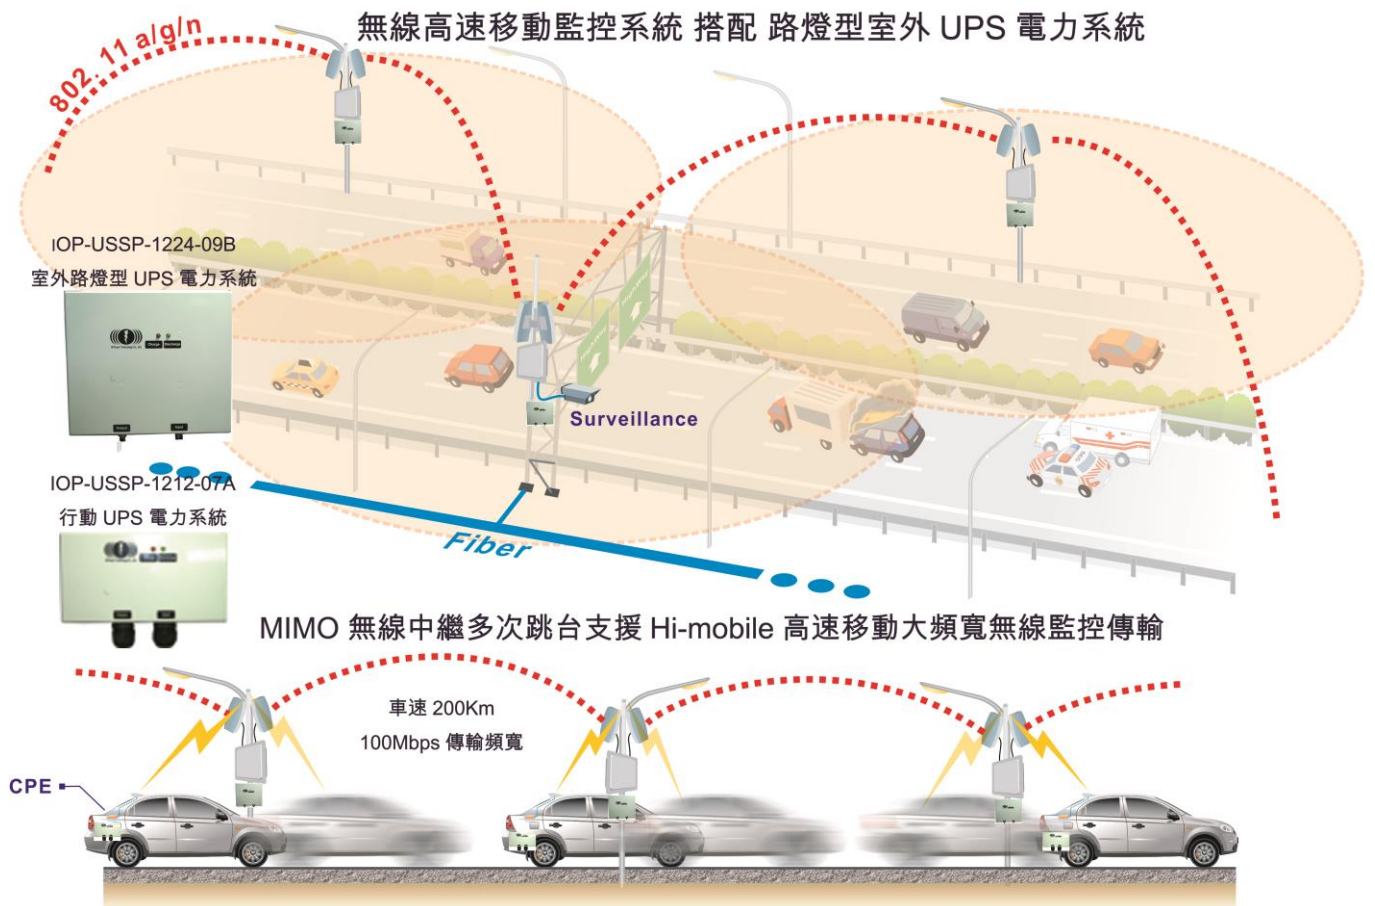 無線高速移動監控系統 搭配 路燈型室外 UPS 電力系統
802. 11 a/g/n
IOP-USSP-1224-09B
室外路燈型 UPS 電力系統
Charge
Discharge
Surveillance
IOP-USSP-1212-07A
行動 UPS 電力系統
Fiber
MIMO 無線中繼多次跳台支援 Hi-mobile 高速移動大頻寬無線監控傳輸
車速 200Km
100Mbps 傳輸頻寬
CPE